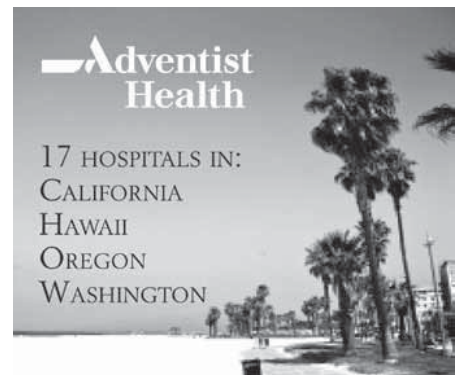 Adventist
Health
17 HOSPITALS IN:
CALIFORNIA
HAWAII
OREGON
WASHINGTON